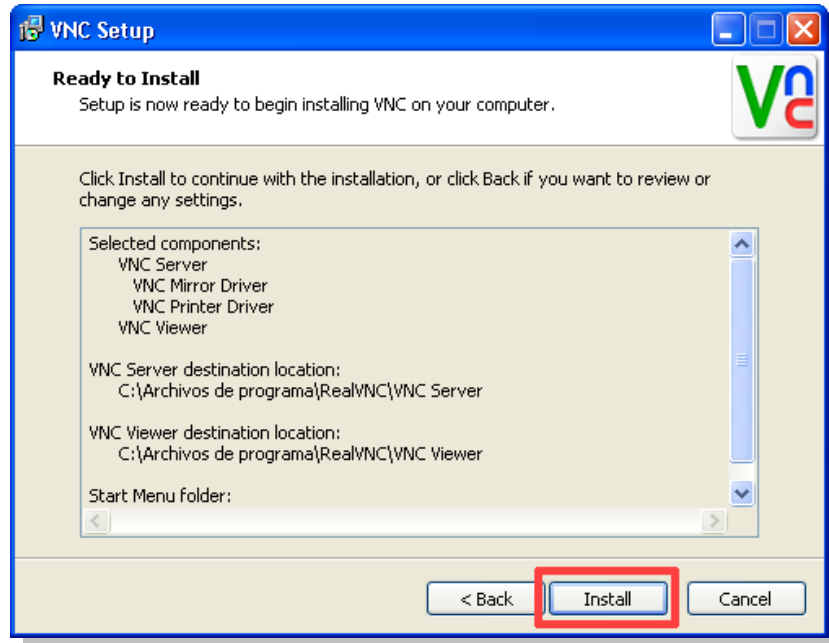 VNC Setup
Ready to Install
Setup is now ready to begin installing VNC on your computer.
Vnc
Click Install to continue with the installation, or click Back if you want to review or
change any settings.
Selected components:
VNC Server
VNC Mirror Driver
VNC Printer Driver
VNC Viewer
VNC Server destination location:
C:\Archivos de programa\RealVNC\VNC Server
VNC Viewer destination location:
C:\Archivos de programa\RealVNC\VNC Viewer
Start Menu folder:
< Back
Install
Cancel